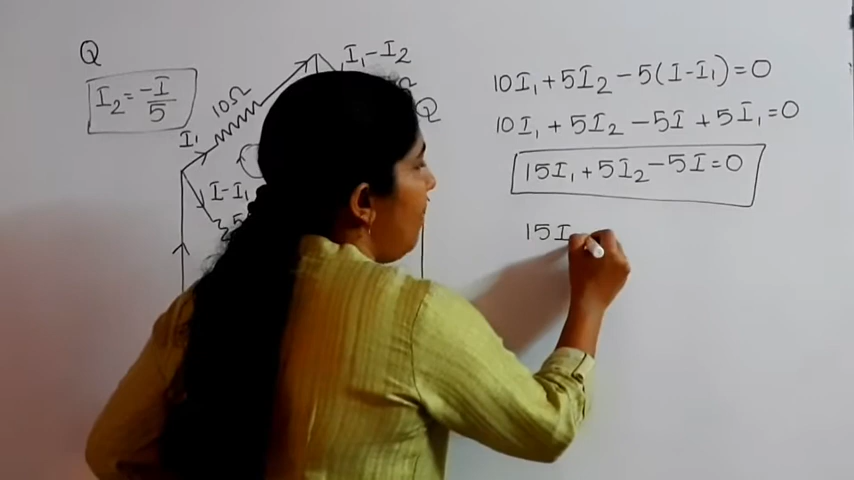 Q
I₂ = -I/5
I₁ - I₂
10Ω
Ω
Q
I₁
I-I₁
5
10I₁ + 5I₂ - 5(I-I₁) = 0
10I₁ + 5I₂ - 5I + 5I₁ = 0
15I₁ + 5I₂ - 5I = 0
15I